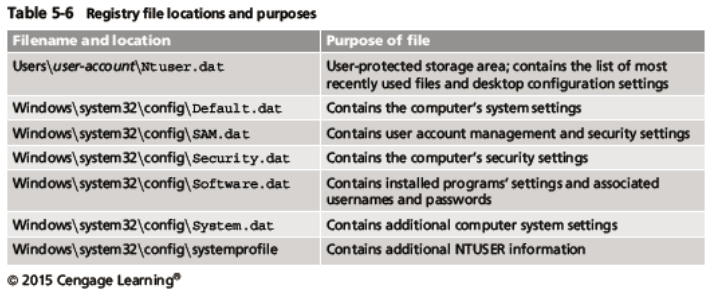 Table 5-6 Registry file locations and purposes
Filename and location Purpose of file
Users\user-account\Ntuser.dat User-protected storage area; contains the list of most
recently used files and desktop configuration settings
Windows\system32\config\Default.dat Contains the computer's system settings
Windows\system32\config\SAM.dat Contains user account management and security settings
Windows\system32\config\Security.dat Contains the computer's security settings
Windows\system32\config\Software.dat Contains installed programs' settings and associated
usernames and passwords
Windows\system32\config\System.dat Contains additional computer system settings
Windows\system32\config\systemprofile Contains additional NTUSER information
© 2015 Cengage Learning®